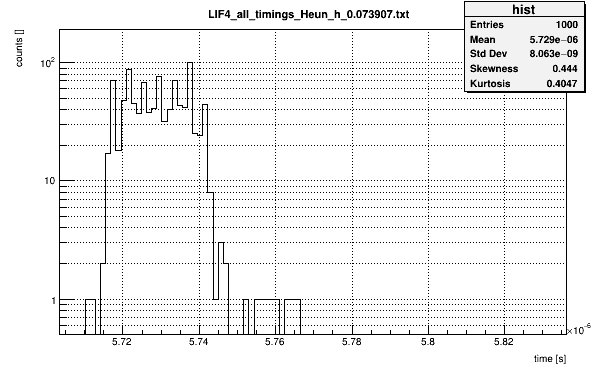 LIF4_all_timings_Heun_h_0.073907.txt
hist
Entries 1000
Mean 5.729e−06
Std Dev 8.063e−09
Skewness 0.444
Kurtosis 0.4047
counts []
10²
10
1
5.72 5.74 5.76 5.78 5.8 5.82
×10⁻⁶
time [s]